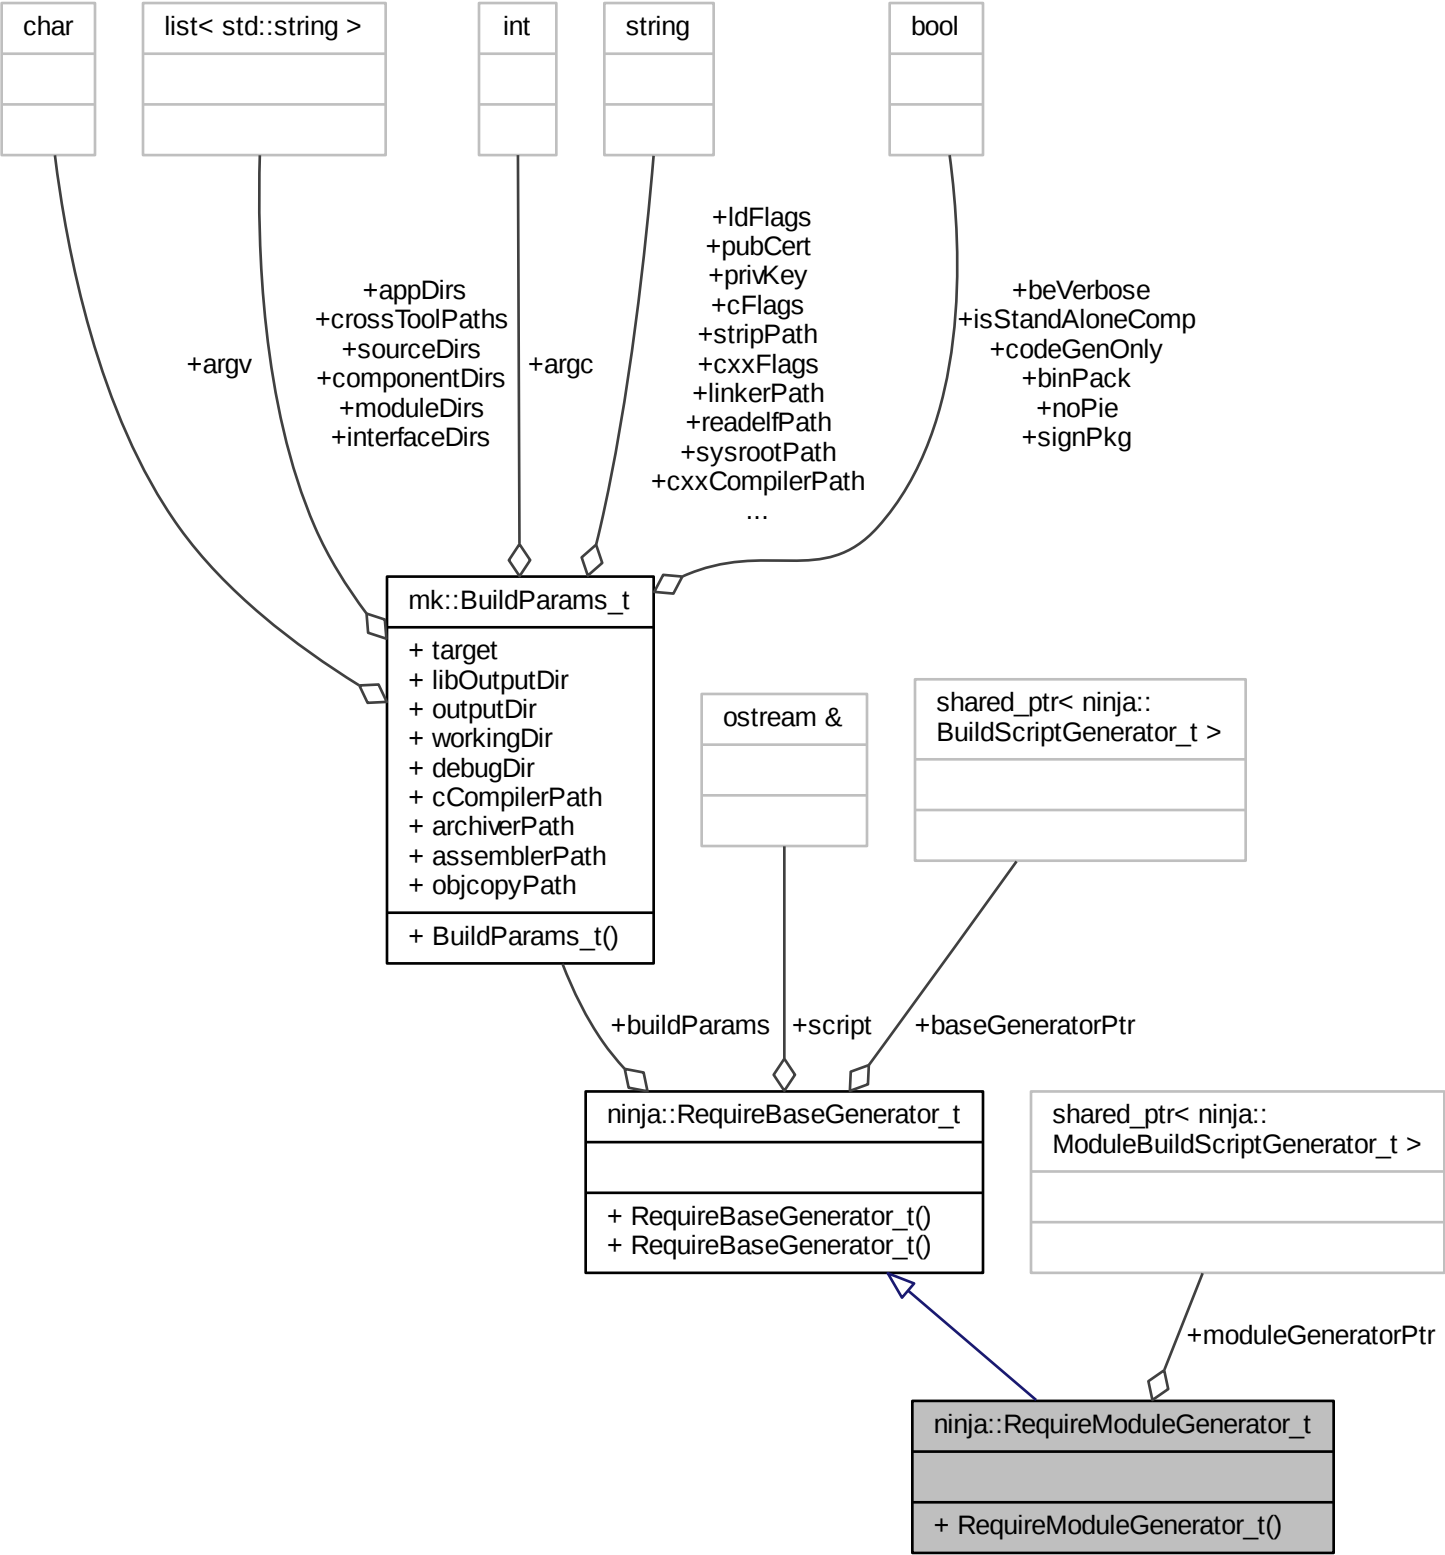 char
list< std::string >
int
string
bool
+ldFlags
+pubCert
+privKey
+cFlags
+stripPath
+cxxFlags
+linkerPath
+readelfPath
+sysrootPath
+cxxCompilerPath
...
+appDirs
+crossToolPaths
+sourceDirs
+componentDirs
+moduleDirs
+interfaceDirs
+beVerbose
+isStandAloneComp
+codeGenOnly
+binPack
+noPie
+signPkg
+argv
+argc
mk::BuildParams_t
+ target
+ libOutputDir
+ outputDir
+ workingDir
+ debugDir
+ cCompilerPath
+ archiverPath
+ assemblerPath
+ objcopyPath
+ BuildParams_t()
ostream &
shared_ptr< ninja::
BuildScriptGenerator_t >
+buildParams
+script
+baseGeneratorPtr
ninja::RequireBaseGenerator_t
+ RequireBaseGenerator_t()
+ RequireBaseGenerator_t()
shared_ptr< ninja::
ModuleBuildScriptGenerator_t >
+moduleGeneratorPtr
ninja::RequireModuleGenerator_t
+ RequireModuleGenerator_t()